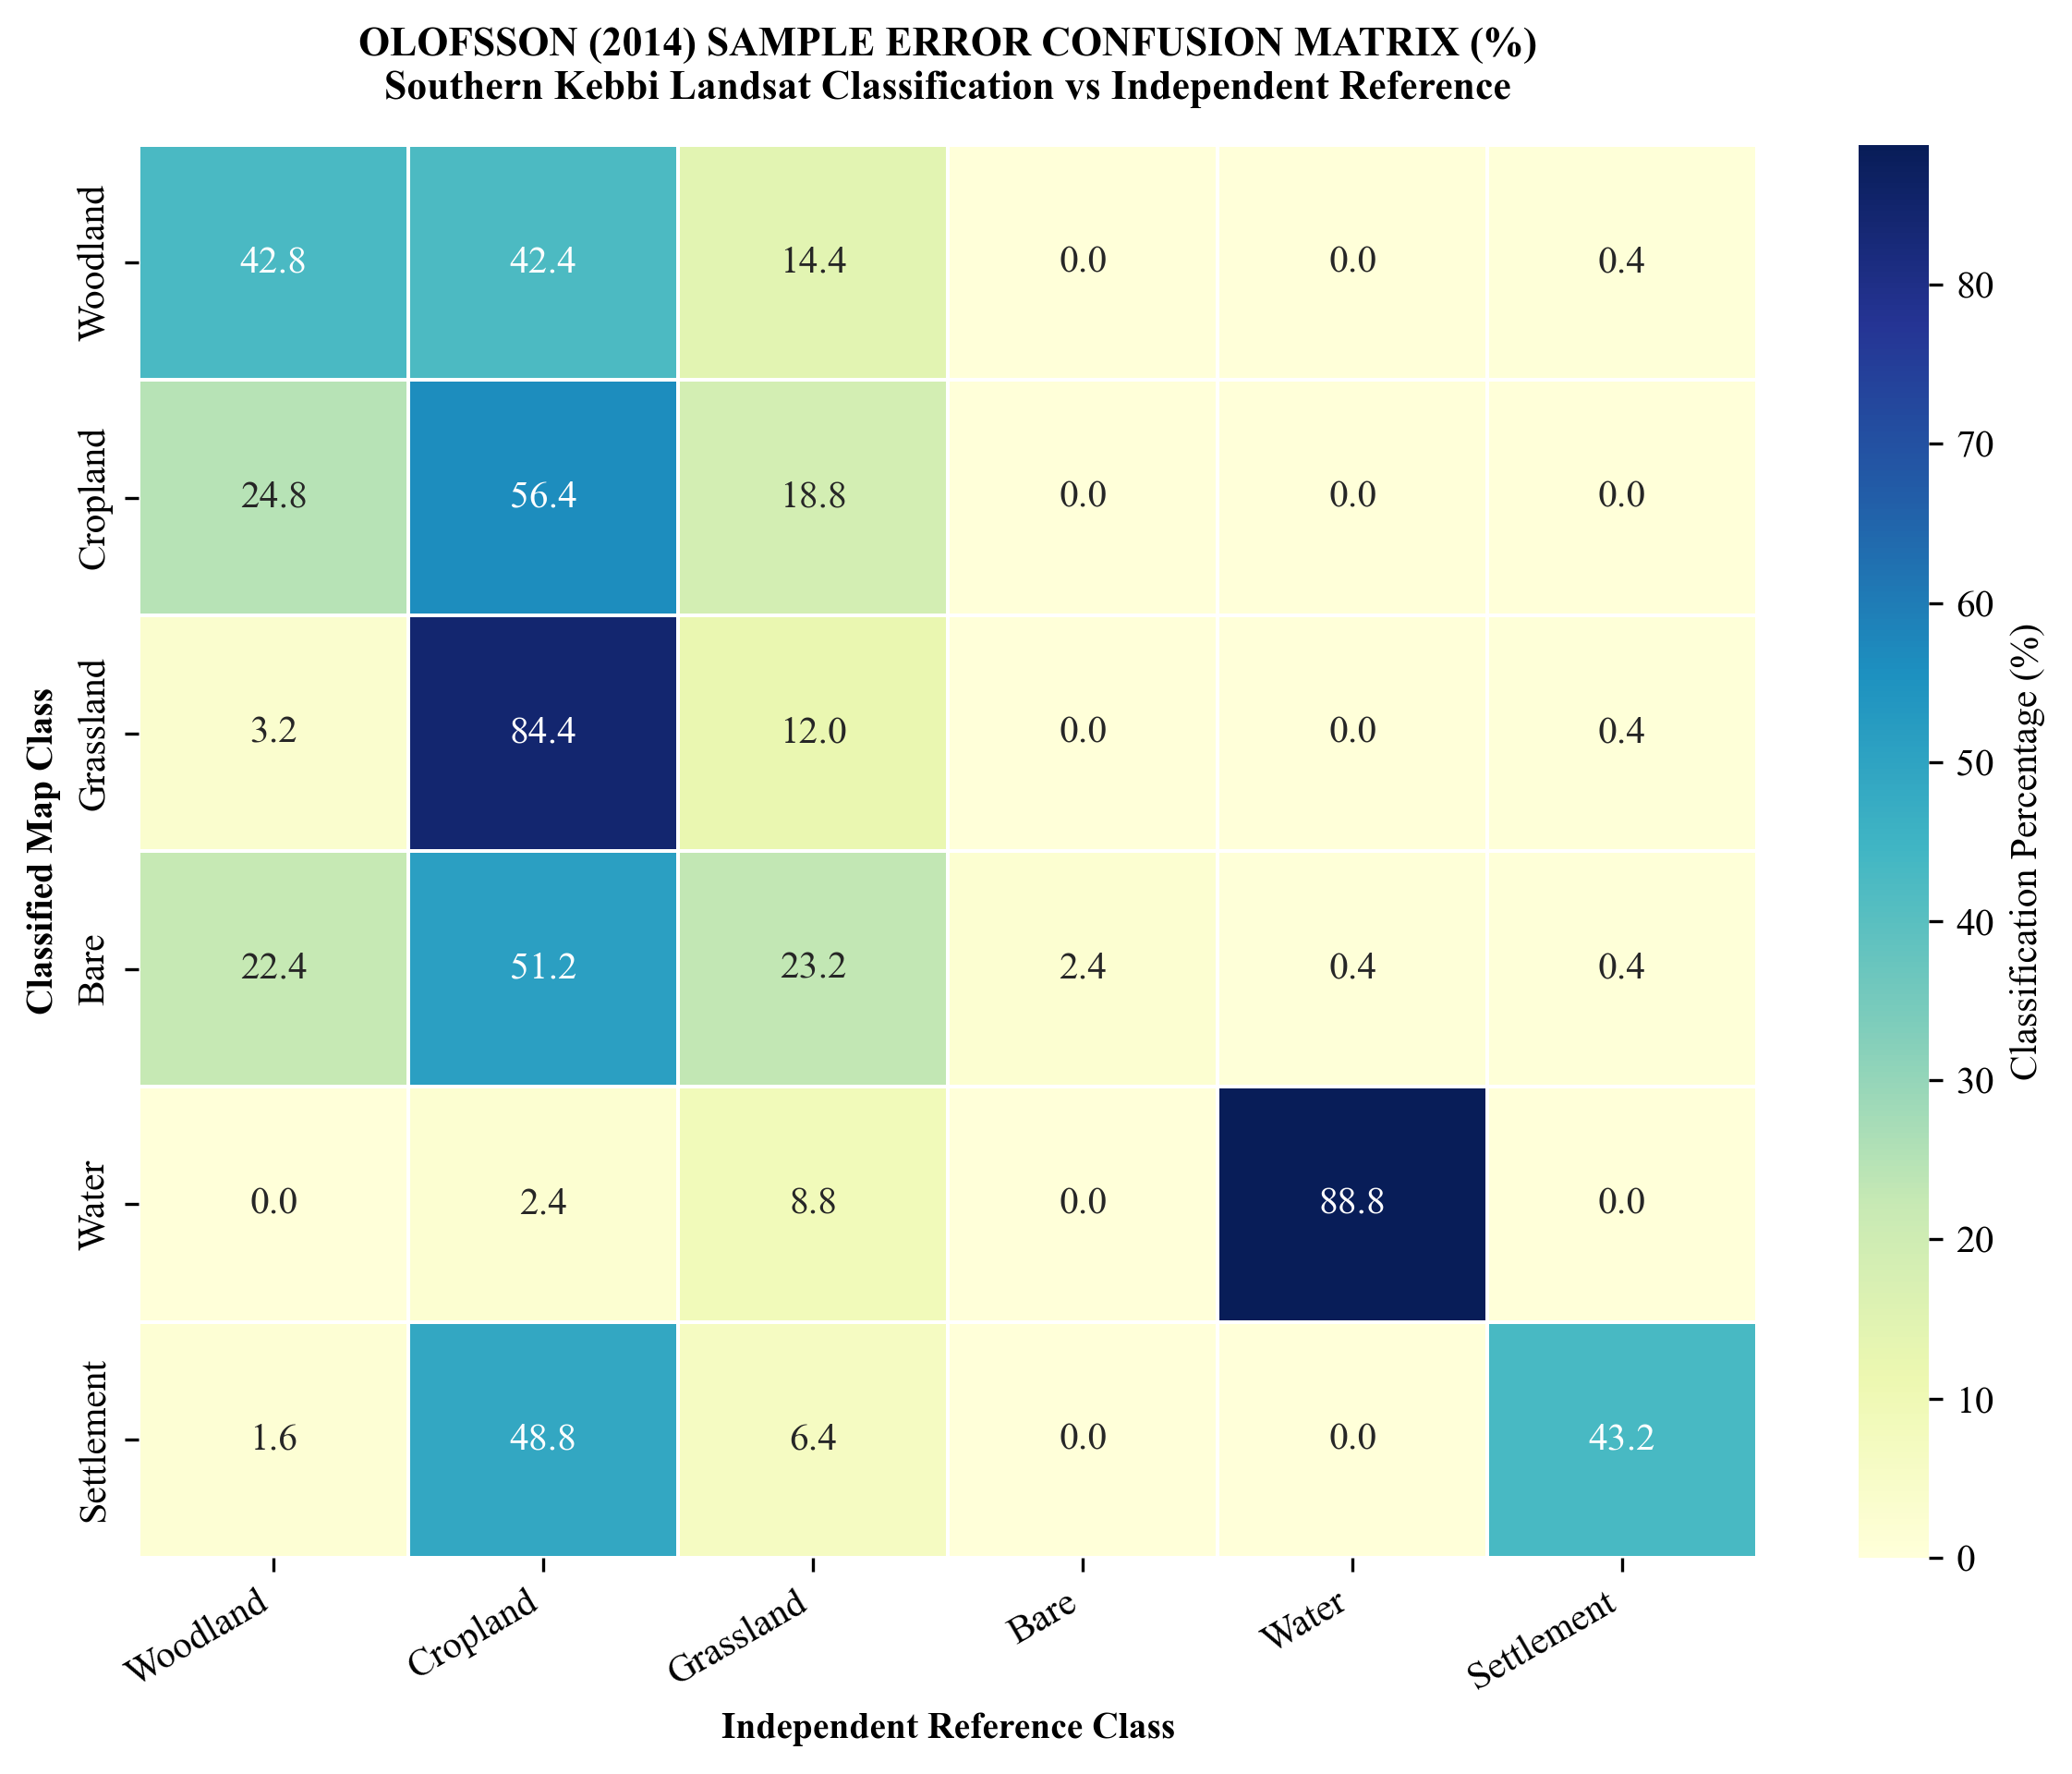 OLOFSSON (2014) SAMPLE ERROR CONFUSION MATRIX (%)
Southern Kebbi Landsat Classification vs Independent Reference
Classified Map Class
Woodland 42.8 42.4 14.4 0.0 0.0 0.4
Cropland 24.8 56.4 18.8 0.0 0.0 0.0
Grassland 3.2 84.4 12.0 0.0 0.0 0.4
Bare 22.4 51.2 23.2 2.4 0.4 0.4
Water 0.0 2.4 8.8 0.0 88.8 0.0
Settlement 1.6 48.8 6.4 0.0 0.0 43.2
Woodland Cropland Grassland Bare Water Settlement
Independent Reference Class
80
70
60
50
40
30
20
10
0
Classification Percentage (%)